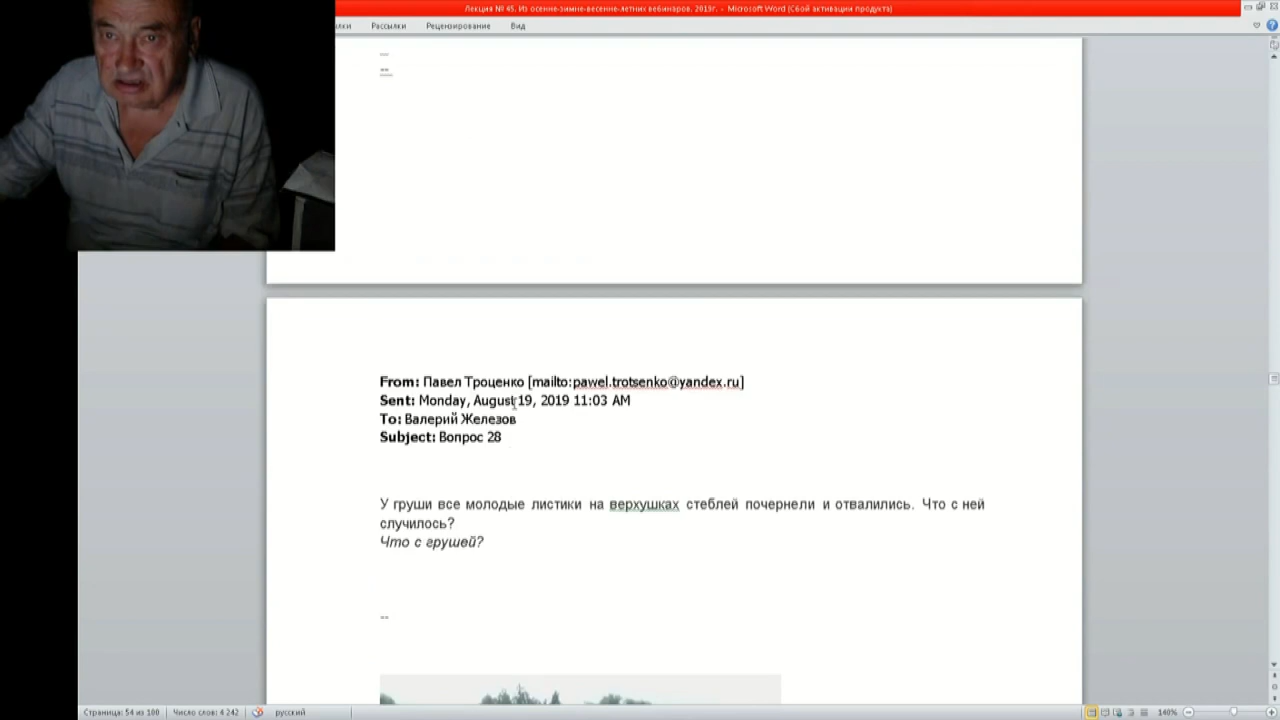 Лекция № 45. Из осенне-зимне-весенне-летних вебинаров. 2019г. - Microsoft Word (Сбой активации продукта)
Рассылки Рецензирование Вид
--
From: Павел Троценко [mailto:pawel.trotsenko@yandex.ru]
Sent: Monday, August 19, 2019 11:03 AM
To: Валерий Железов
Subject: Вопрос 28
У груши все молодые листики на верхушках стеблей почернели и отвалились. Что с ней
случилось?
Что с грушей?
--
Страница: 54 из 100 Число слов: 4 242 русский 140%